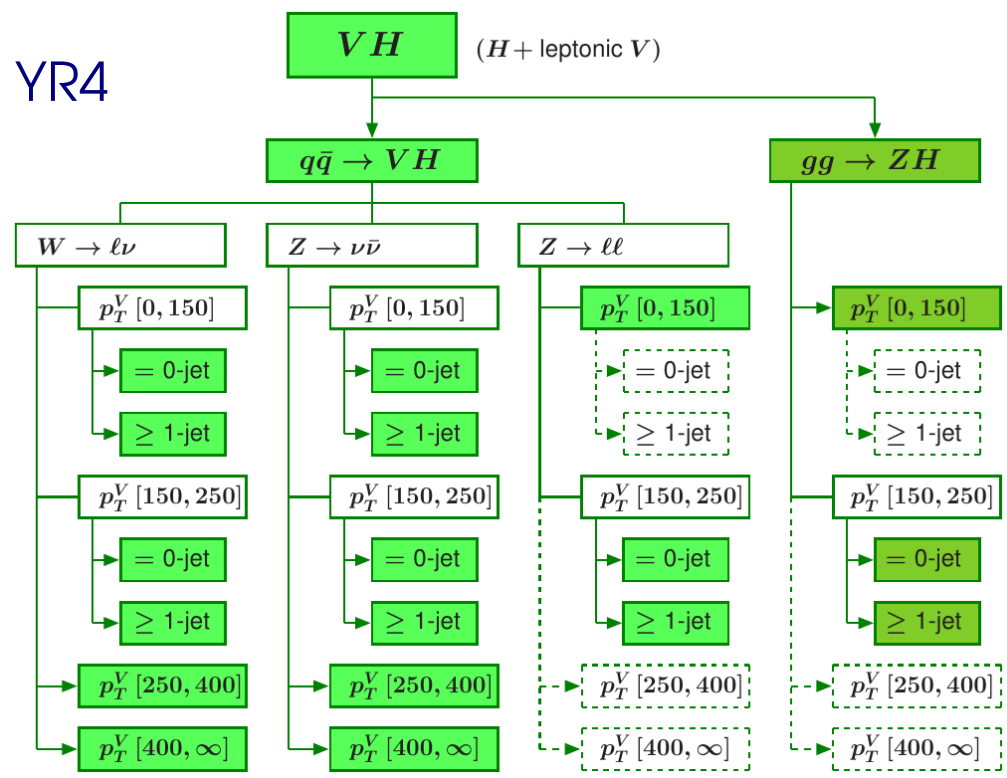 YR4
VH (H + leptonic V)
qq̄ → VH
gg → ZH
W → ℓν
p_T^V [0, 150]
= 0-jet
≥ 1-jet
p_T^V [150, 250]
= 0-jet
≥ 1-jet
p_T^V [250, 400]
p_T^V [400, ∞]
Z → νν̄
p_T^V [0, 150]
= 0-jet
≥ 1-jet
p_T^V [150, 250]
= 0-jet
≥ 1-jet
p_T^V [250, 400]
p_T^V [400, ∞]
Z → ℓℓ
p_T^V [0, 150]
= 0-jet
≥ 1-jet
p_T^V [150, 250]
= 0-jet
≥ 1-jet
p_T^V [250, 400]
p_T^V [400, ∞]
p_T^V [0, 150]
= 0-jet
≥ 1-jet
p_T^V [150, 250]
= 0-jet
≥ 1-jet
p_T^V [250, 400]
p_T^V [400, ∞]